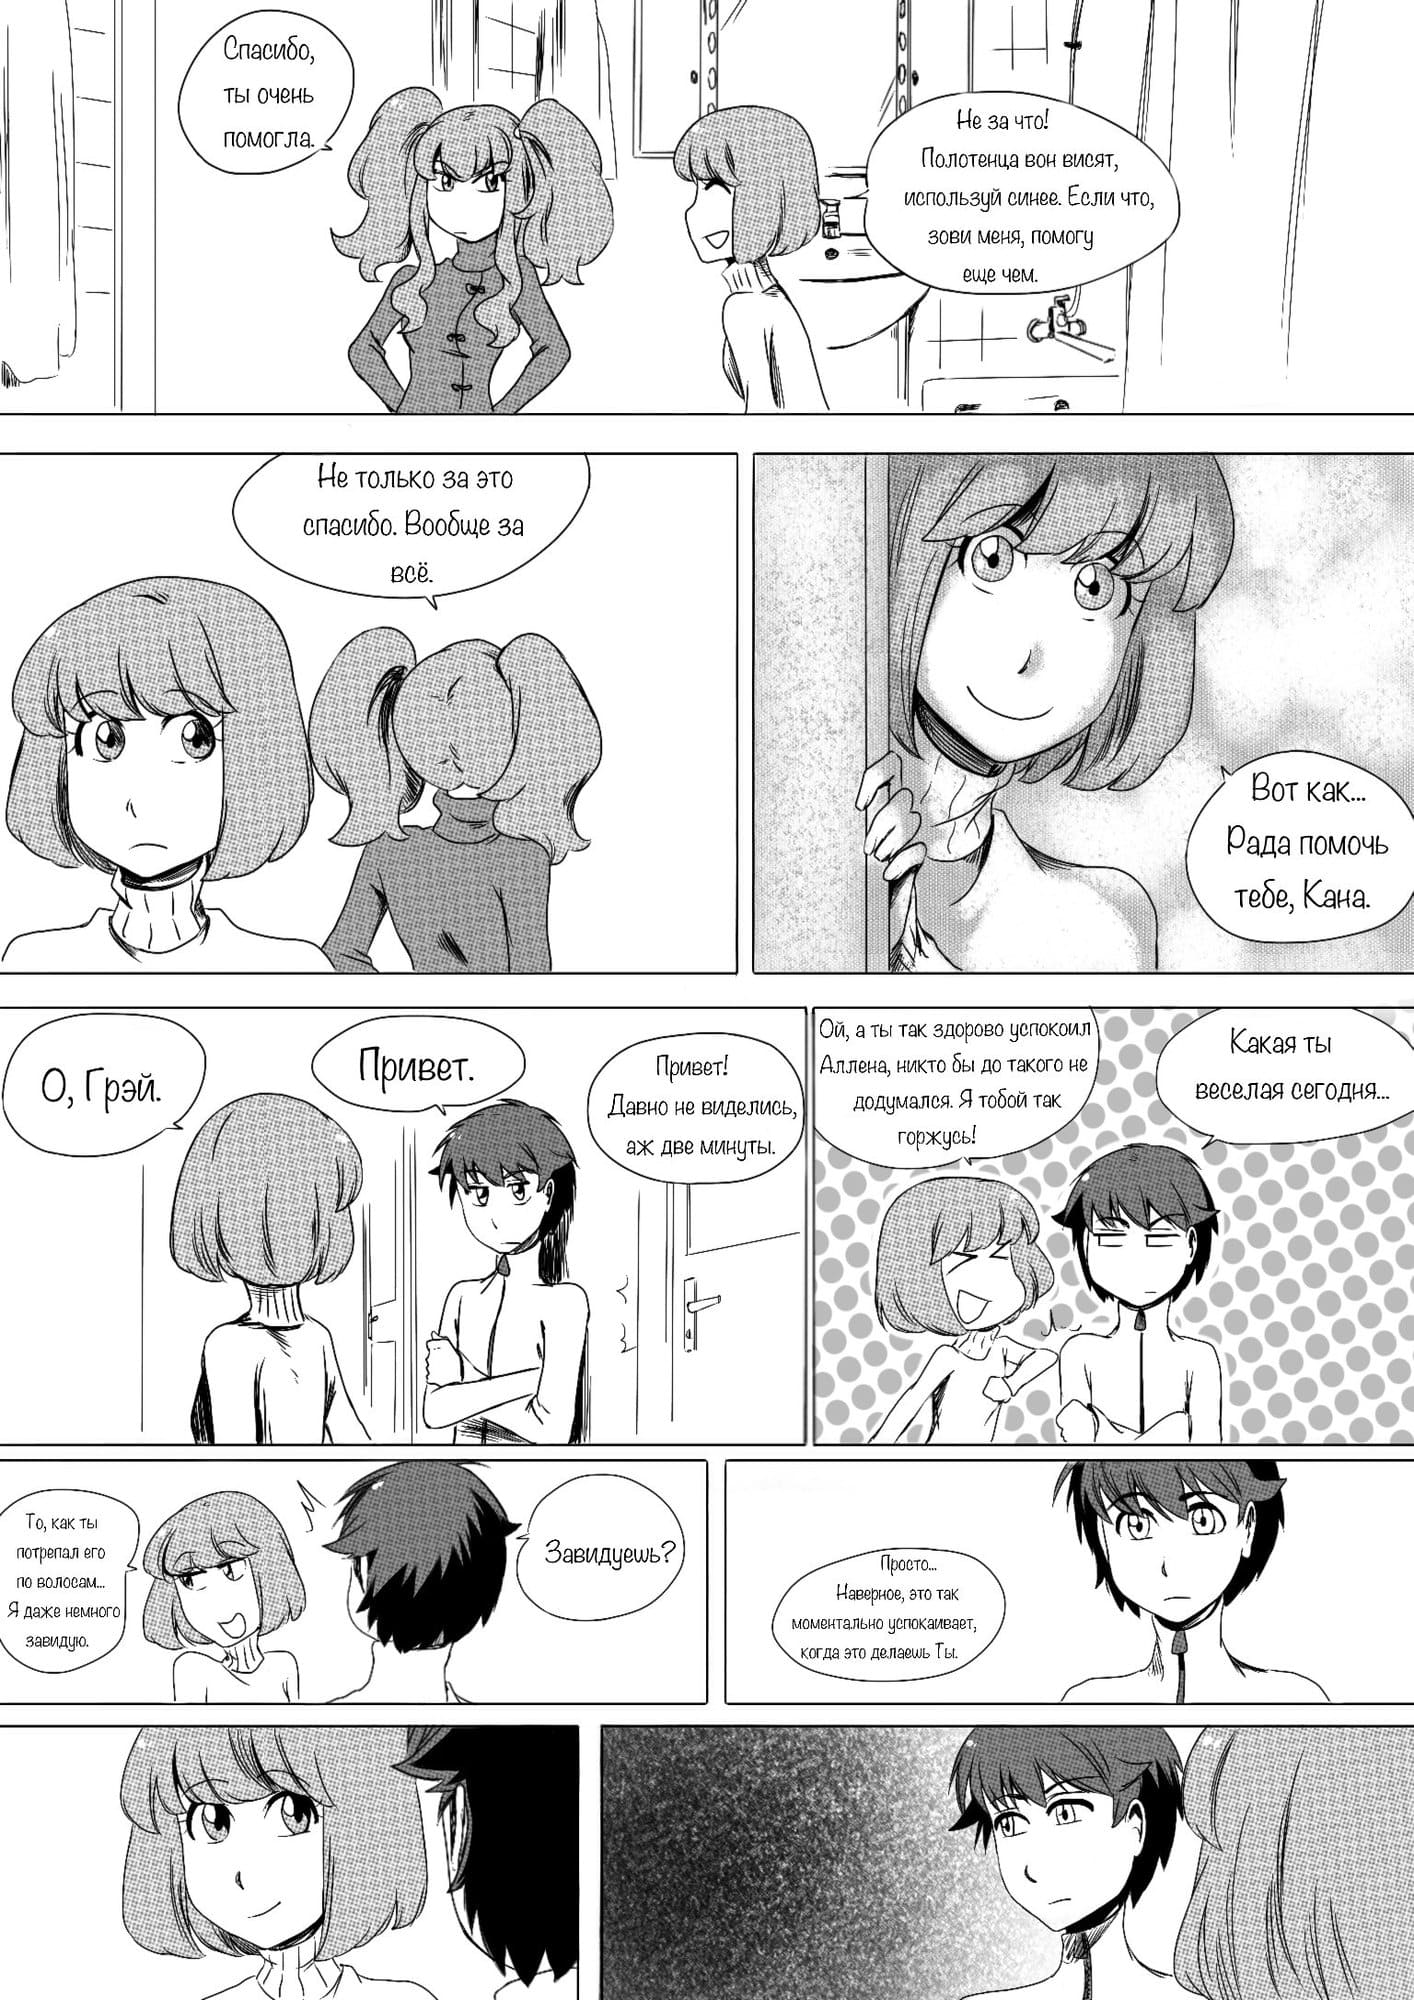 Спасибо,
ты очень
помогла.
Не за что!
Полотенца вон висят,
используй синее. Если что,
зови меня, помогу
еще чем.
Не только за это
спасибо. Вообще за
всё.
Вот как...
Рада помочь
тебе, Кана.
О, Грэй.
Привет.
Привет!
Давно не виделись,
аж две минуты.
Ой, а ты так здорово успокоил
Аллена, никто бы до такого не
додумался. Я тобой так
горжусь!
Какая ты
веселая сегодня...
То, как ты
потрепал его
по волосам...
Я даже немного
завидую.
Завидуешь?
Просто...
Наверное, это так
моментально успокаивает,
когда это делаешь Ты.